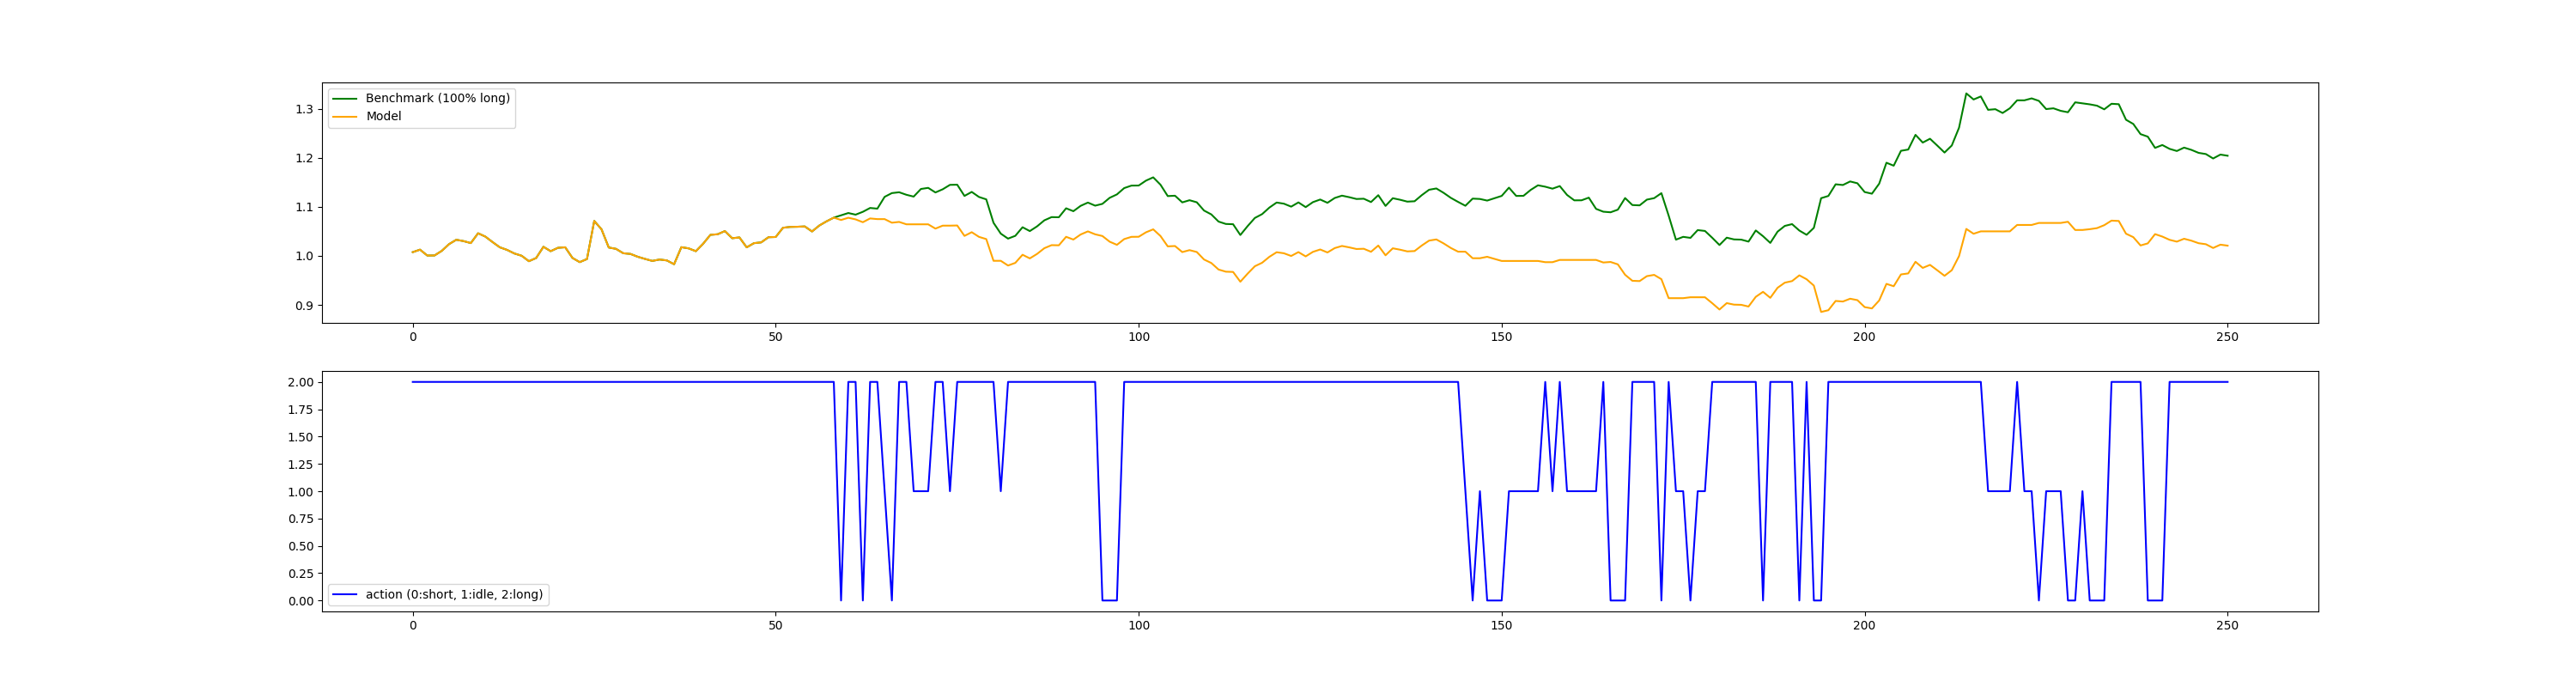 Benchmark (100% long)
Model
1.3
1.2
1.1
1.0
0.9
0 50 100 150 200 250
2.00
1.75
1.50
1.25
1.00
0.75
0.50
0.25
0.00
action (0:short, 1:idle, 2:long)
0 50 100 150 200 250